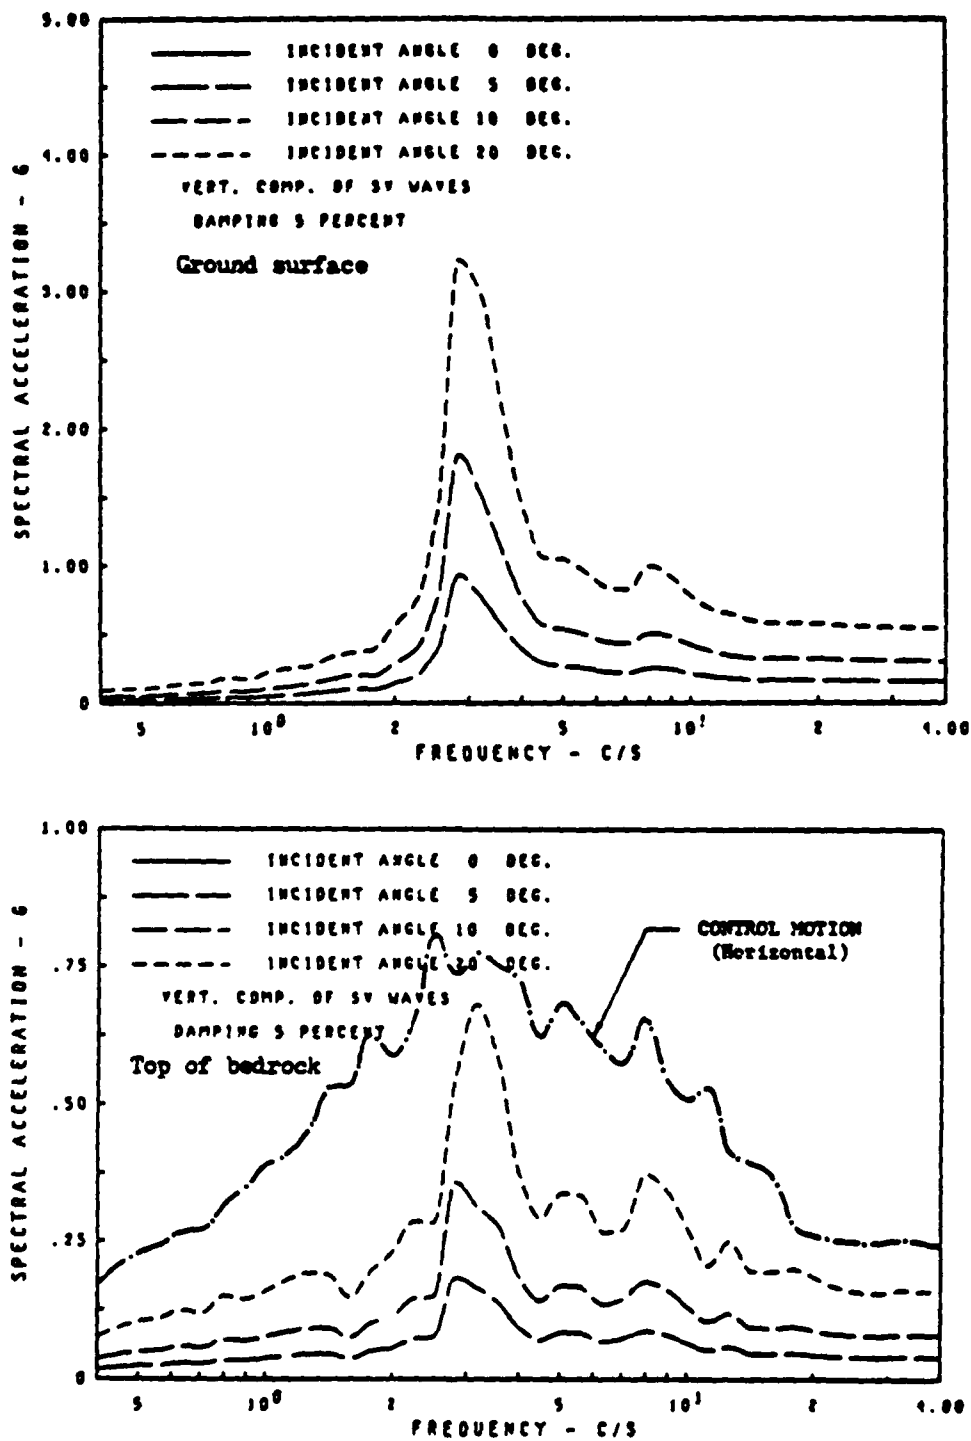 5.00
INCIDENT ANGLE 0 DEG.
INCIDENT ANGLE 5 DEG.
INCIDENT ANGLE 10 DEG.
4.00
INCIDENT ANGLE 20 DEG.
VERT. COMP. OF SV WAVES
DAMPING 5 PERCENT
Ground surface
3.00
SPECTRAL ACCELERATION - G
2.00
1.00
0
5 10⁰ 2 5 10¹ 2 4.00
FREQUENCY - C/S
1.00
INCIDENT ANGLE 0 DEG.
INCIDENT ANGLE 5 DEG.
INCIDENT ANGLE 10 DEG.
CONTROL MOTION
(Horizontal)
.75
INCIDENT ANGLE 20 DEG.
VERT. COMP. OF SV WAVES
DAMPING 5 PERCENT
Top of bedrock
SPECTRAL ACCELERATION - G
.50
.25
0
5 10⁰ 2 5 10¹ 2 4.00
FREQUENCY - C/S